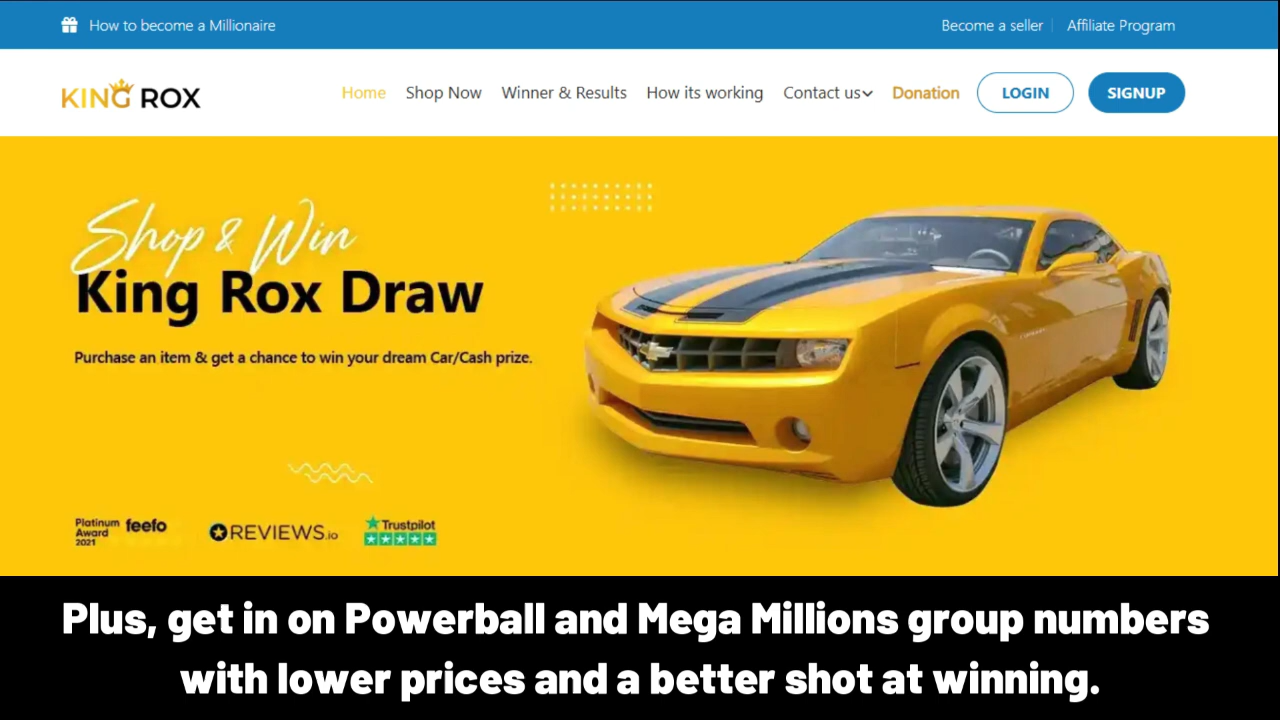 How to become a Millionaire
Become a seller
Affiliate Program
KING ROX
Home
Shop Now
Winner & Results
How its working
Contact us
Donation
LOGIN
SIGNUP
Shop & Win
King Rox Draw
Purchase an item & get a chance to win your dream Car/Cash prize.
Platinum
Award
2021
feefo
REVIEWS.io
Trustpilot
Plus, get in on Powerball and Mega Millions group numbers
with lower prices and a better shot at winning.